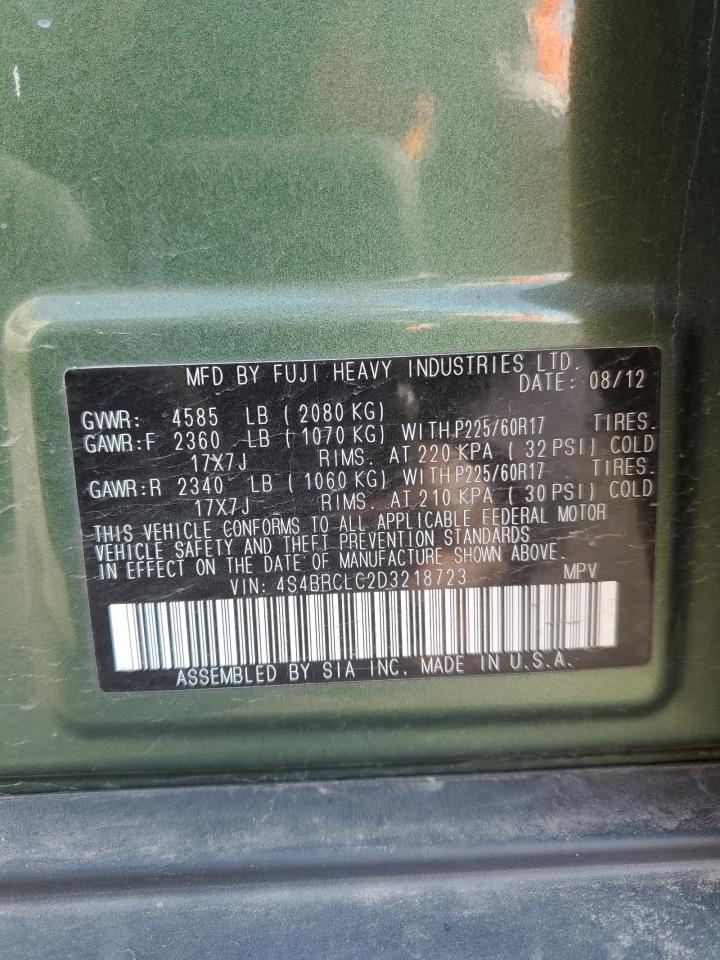 MFD BY FUJI HEAVY INDUSTRIES LTD.
DATE: 08/12
GVWR: 4585 LB (2080 KG)
GAWR:F 2360 LB (1070 KG) WITH P225/60R17 TIRES.
17X7J RIMS. AT 220 KPA (32 PSI) COLD
GAWR:R 2340 LB (1060 KG) WITH P225/60R17 TIRES.
17X7J RIMS. AT 210 KPA (30 PSI) COLD
THIS VEHICLE CONFORMS TO ALL APPLICABLE FEDERAL MOTOR
VEHICLE SAFETY AND THEFT PREVENTION STANDARDS
IN EFFECT ON THE DATE OF MANUFACTURE SHOWN ABOVE.
VIN: 4S4BRCLC2D3218723 MPV
ASSEMBLED BY SIA INC. MADE IN U.S.A.